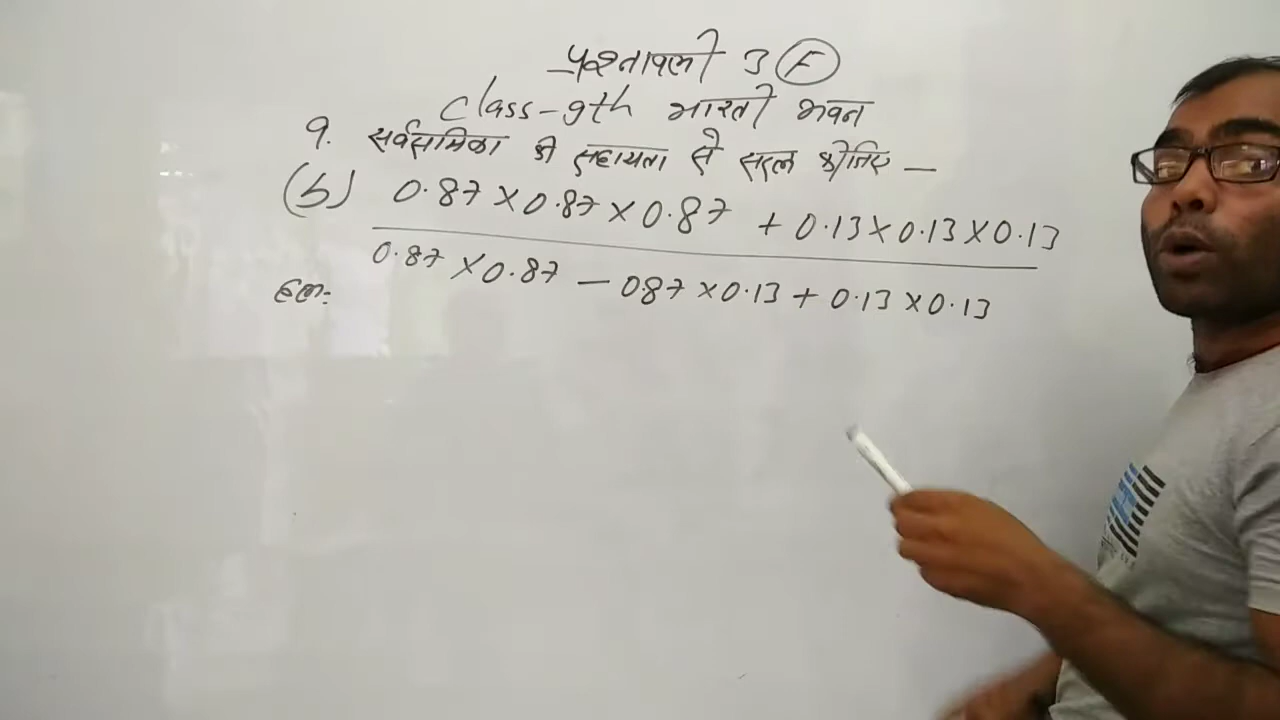 प्रश्नावली 3 (F)
Class-9th भारती भवन
9. सर्वसमिका की सहायता से सरल कीजिए —
(b) 0.87 × 0.87 × 0.87 + 0.13 × 0.13 × 0.13
0.87 × 0.87 — 0.87 × 0.13 + 0.13 × 0.13
हल:-